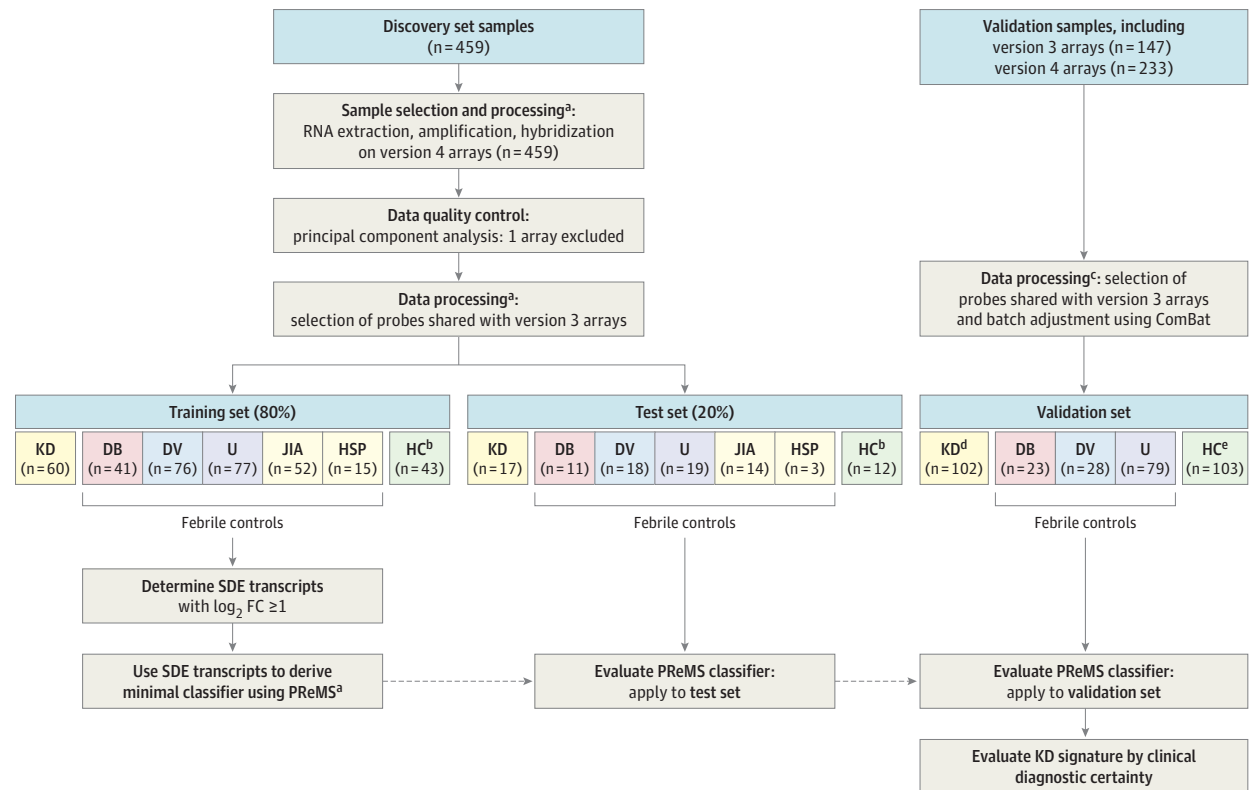 Discovery set samples
(n=459)
Sample selection and processingᵃ:
RNA extraction, amplification, hybridization
on version 4 arrays (n=459)
Data quality control:
principal component analysis: 1 array excluded
Data processingᵃ:
selection of probes shared with version 3 arrays
Validation samples, including
version 3 arrays (n=147)
version 4 arrays (n=233)
Data processingᶜ: selection of
probes shared with version 3 arrays
and batch adjustment using ComBat
Training set (80%)
KD DB DV U JIA HSP HCᵇ
(n=60) (n=41) (n=76) (n=77) (n=52) (n=15) (n=43)
Febrile controls
Determine SDE transcripts
with log₂ FC ≥1
Use SDE transcripts to derive
minimal classifier using PReMSᵃ
Test set (20%)
KD DB DV U JIA HSP HCᵇ
(n=17) (n=11) (n=18) (n=19) (n=14) (n=3) (n=12)
Febrile controls
Evaluate PReMS classifier:
apply to test set
Validation set
KDᵈ DB DV U HCᵉ
(n=102) (n=23) (n=28) (n=79) (n=103)
Febrile controls
Evaluate PReMS classifier:
apply to validation set
Evaluate KD signature by clinical
diagnostic certainty